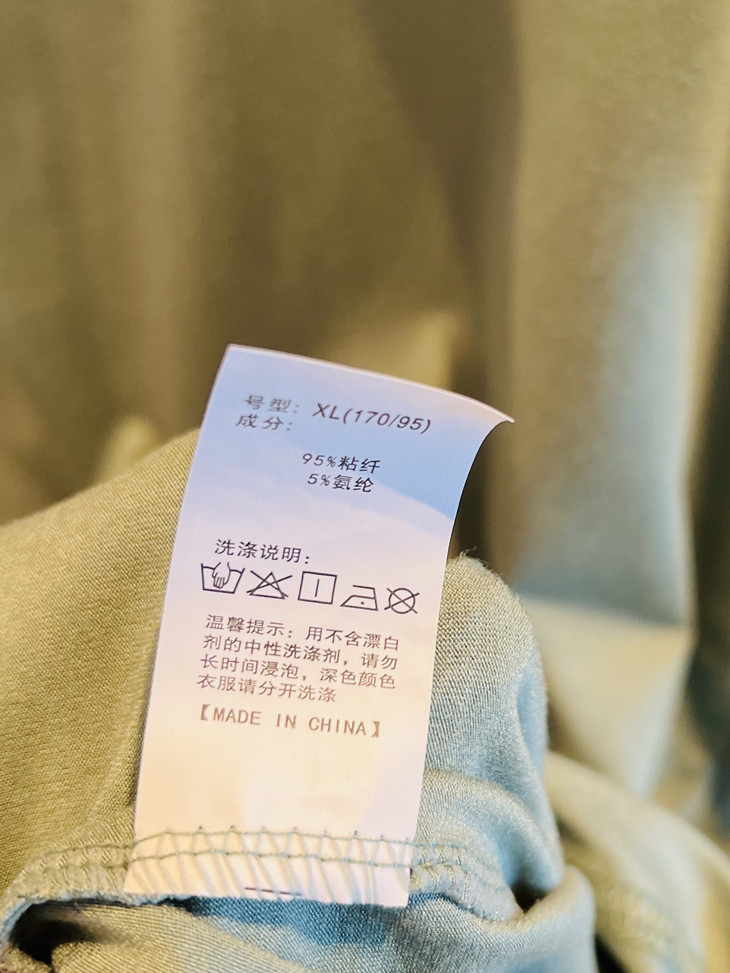 号型: XL(170/95)
成分:
95%粘纤
5%氨纶
洗涤说明:
温馨提示: 用不含漂白
剂的中性洗涤剂, 请勿
长时间浸泡, 深色颜色
衣服请分开洗涤
【MADE IN CHINA】